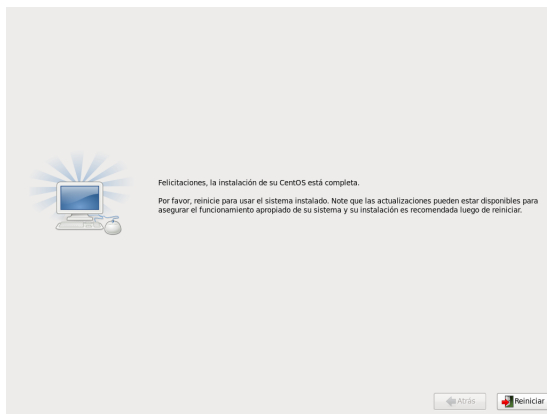 Felicitaciones, la instalación de su CentOS está completa.
Por favor, reinicie para usar el sistema instalado. Note que las actualizaciones pueden estar disponibles para
asegurar el funcionamiento apropiado de su sistema y su instalación es recomendada luego de reiniciar.
Atrás
Reiniciar